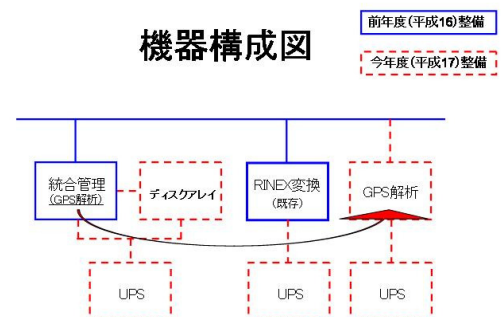 機器構成図
前年度(平成16)整備
今年度(平成17)整備
統合管理
(GPS解析)
ディスクアレイ
RINEX変換
(既存)
GPS解析
UPS
UPS
UPS